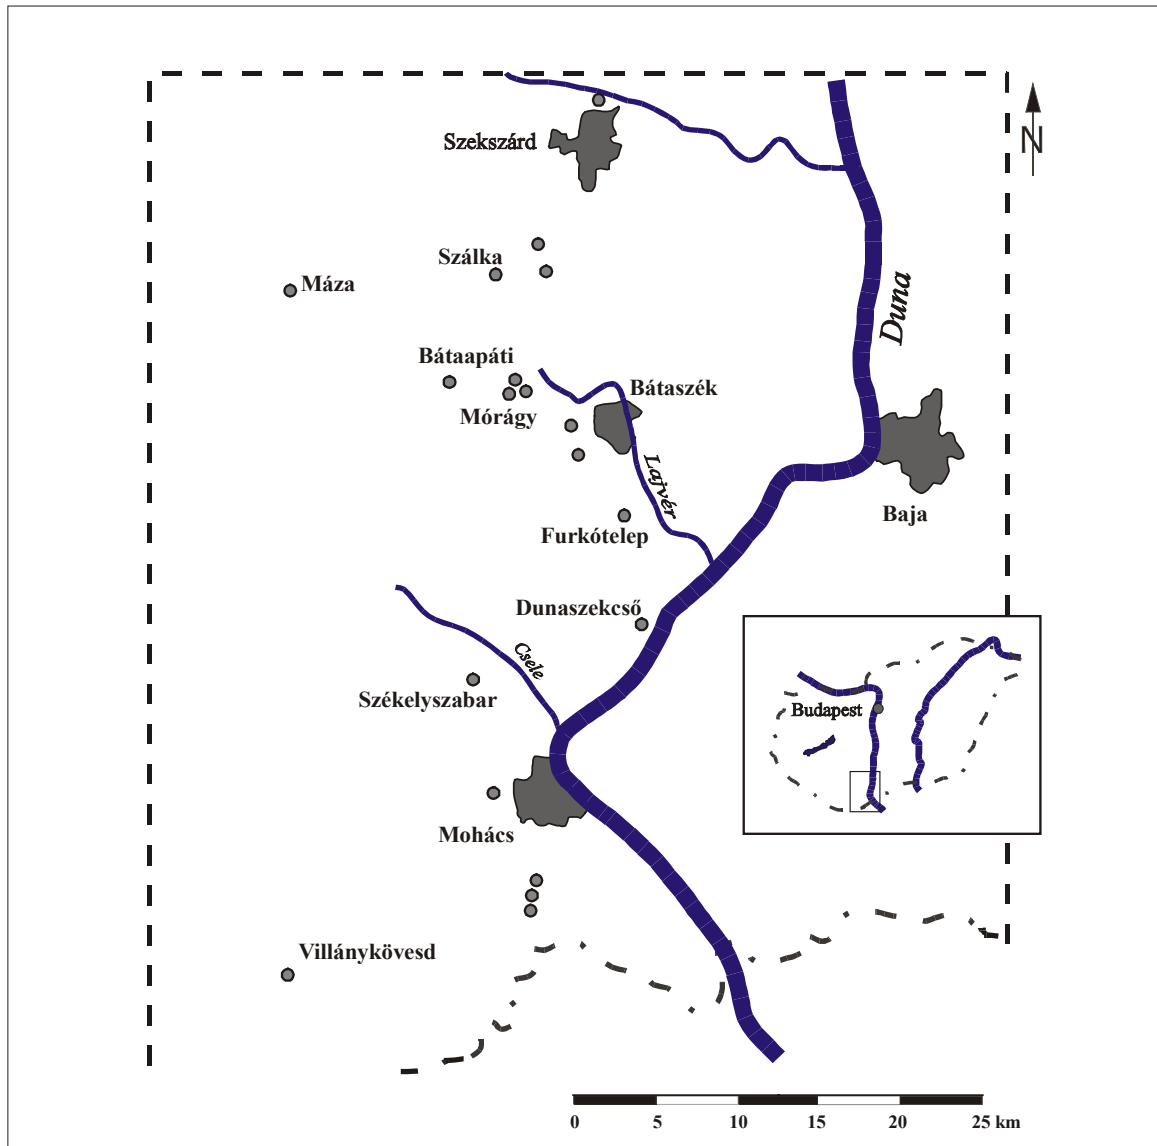 N
Szekszárd
Szálka
Máza
Duna
Bátaapáti
Bátaszék
Mórágy
Lajvér
Baja
Furkótelep
Dunaszekcső
Csele
Székelyszabar
Budapest
Mohács
Villánykövesd
0 5 10 15 20 25 km